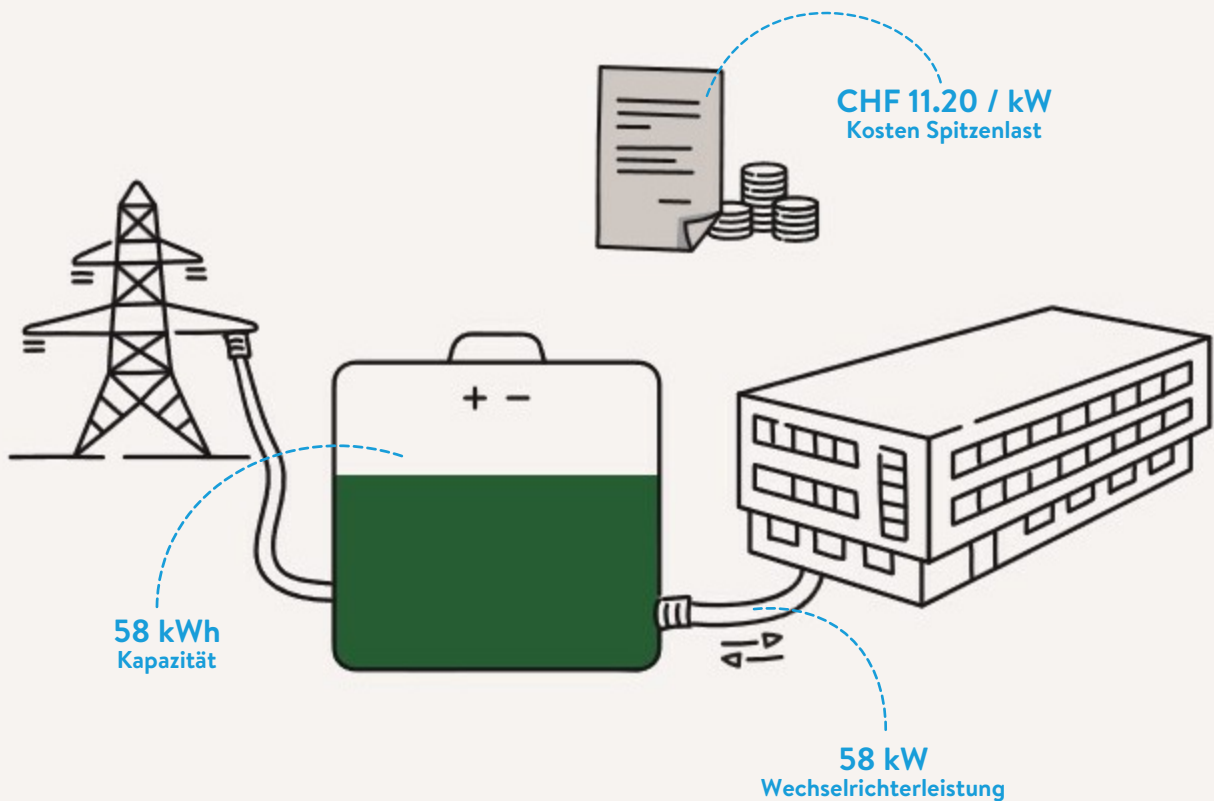 CHF 11.20 / kW
Kosten Spitzenlast
+ −
58 kWh
Kapazität
58 kW
Wechselrichterleistung